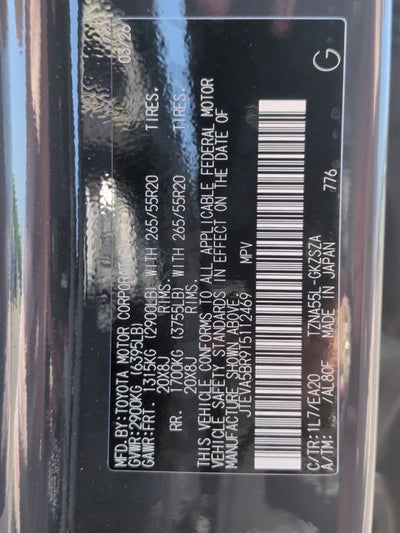 MFD.BY:TOYOTA MOTOR CORPORAT 05/26
GVWR:2900KG (6395LB)
GAWR:FRT. 1315KG (2900LB) WITH 265/55R20 TIRES.
20X8J RIMS.
RR. 1700KG (3755LB) WITH 265/55R20 TIRES.
20X8J RIMS.
THIS VEHICLE CONFORMS TO ALL APPLICABLE FEDERAL MOTOR
VEHICLE SAFETY STANDARDS IN EFFECT ON THE DATE OF
MANUFACTURE SHOWN ABOVE.
JTEVA5BR9T5112469 MPV
C/TR:1L7/EA20 TZNA55L-GKZSZA
A/TM: /AL80F MADE IN JAPAN 776
G